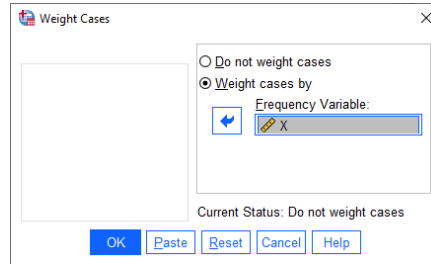 Weight Cases
Do not weight cases
Weight cases by
Frequency Variable:
X
Current Status: Do not weight cases
OK Paste Reset Cancel Help